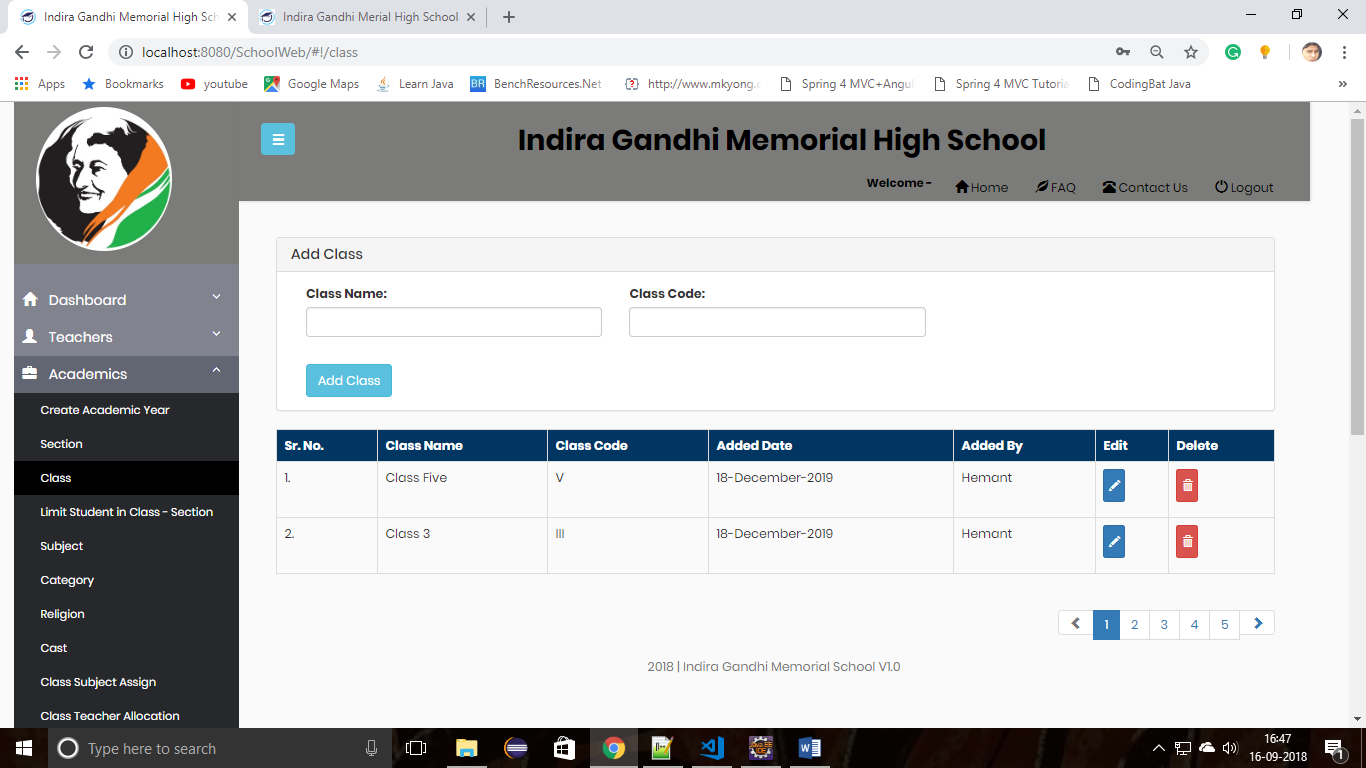 Indira Gandhi Memorial High Sch
Indira Gandhi Merial High School
localhost:8080/SchoolWeb/#!/class
Apps Bookmarks youtube Google Maps Learn Java BR BenchResources.Net http://www.mkyong.c Spring 4 MVC+Angul Spring 4 MVC Tutoria CodingBat Java »
Indira Gandhi Memorial High School
Welcome - Home FAQ Contact Us Logout
Dashboard
Teachers
Academics
Create Academic Year
Section
Class
Limit Student in Class - Section
Subject
Category
Religion
Cast
Class Subject Assign
Class Teacher Allocation
Add Class
Class Name: Class Code:
Add Class
Sr. No. Class Name Class Code Added Date Added By Edit Delete
1. Class Five V 18-December-2019 Hemant
2. Class 3 III 18-December-2019 Hemant
1 2 3 4 5
2018 | Indira Gandhi Memorial School V1.0
Type here to search
16:47
16-09-2018
1